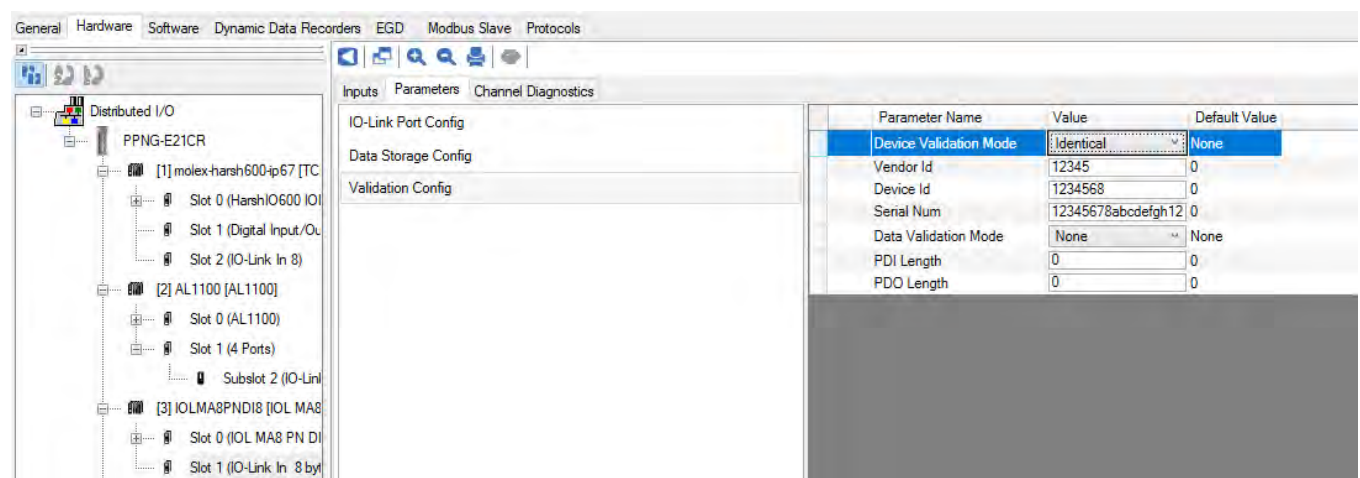 General Hardware Software Dynamic Data Recorders EGD Modbus Slave Protocols
Inputs Parameters Channel Diagnostics
Distributed I/O
PPNG-E21CR
[1] molex-harsh600-ip67 [TC
Slot 0 (HarshIO600 IOI
Slot 1 (Digital Input/Ou
Slot 2 (IO-Link In 8)
[2] AL1100 [AL1100]
Slot 0 (AL1100)
Slot 1 (4 Ports)
Subslot 2 (IO-Link
[3] IOLMA8PNDI8 [IOL MA8
Slot 0 (IOL MA8 PN DI
Slot 1 (IO-Link In 8 byt
IO-Link Port Config
Data Storage Config
Validation Config
Parameter Name Value Default Value
Device Validation Mode Identical None
Vendor Id 12345 0
Device Id 1234568 0
Serial Num 12345678abcdefgh12 0
Data Validation Mode None None
PDI Length 0 0
PDO Length 0 0